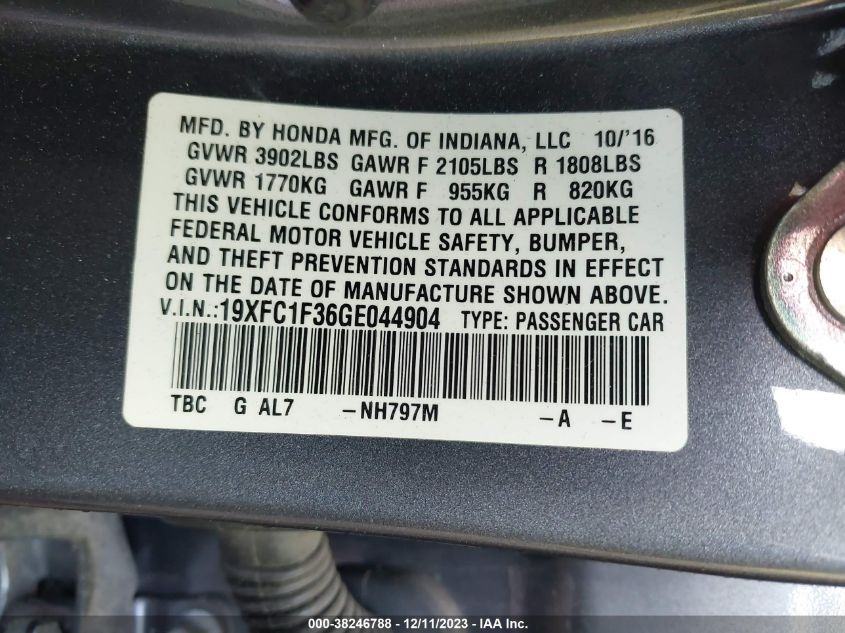 MFD. BY HONDA MFG. OF INDIANA, LLC 10/'16
GVWR 3902LBS GAWR F 2105LBS R 1808LBS
GVWR 1770KG GAWR F 955KG R 820KG
THIS VEHICLE CONFORMS TO ALL APPLICABLE
FEDERAL MOTOR VEHICLE SAFETY, BUMPER,
AND THEFT PREVENTION STANDARDS IN EFFECT
ON THE DATE OF MANUFACTURE SHOWN ABOVE.
V.I.N.:19XFC1F36GE044904 TYPE: PASSENGER CAR
TBC G AL7 -NH797M -A -E
000-38246788 - 12/11/2023 - IAA Inc.